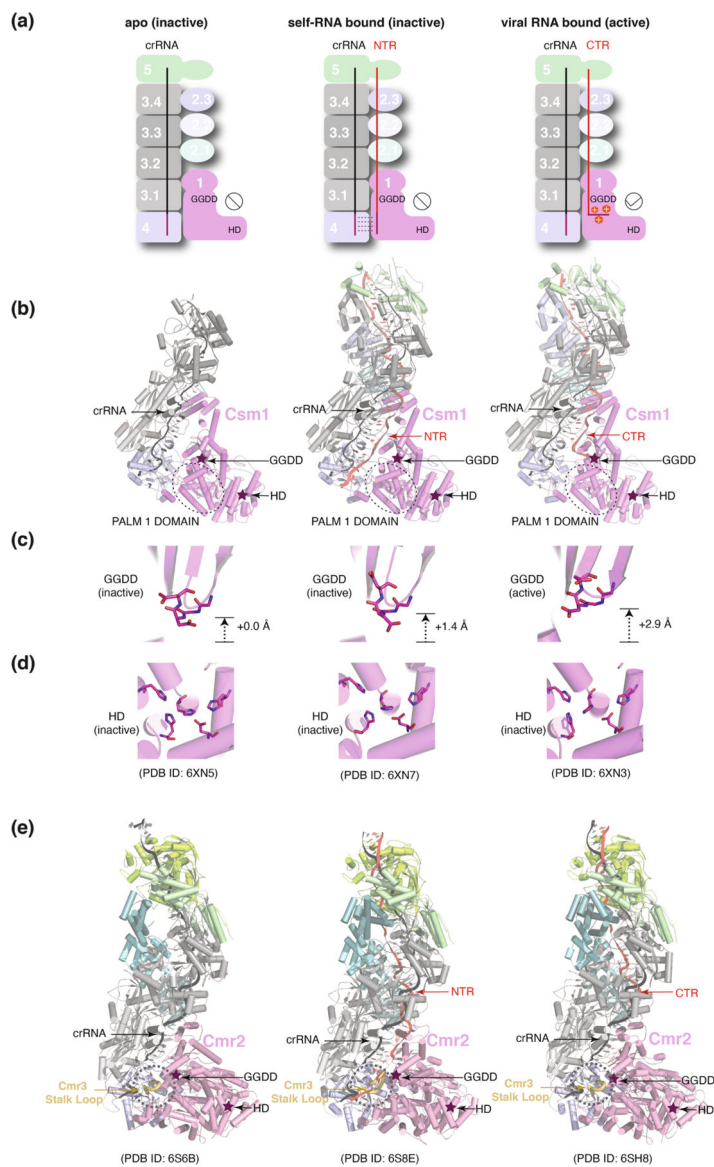 (a)
apo (inactive)
self-RNA bound (inactive)
viral RNA bound (active)
crRNA
crRNA NTR
crRNA CTR
5
3.4 2.3
3.3
3.2 2.1
3.1 1
GGDD
4 HD
5
3.4 2.3
3.3
3.2 2.1
3.1 1
GGDD
4 HD
5
3.4 2.3
3.3
3.2 2.1
3.1 1
GGDD
4 HD
(b)
crRNA
Csm1
GGDD
HD
PALM 1 DOMAIN
crRNA
Csm1
NTR
GGDD
HD
PALM 1 DOMAIN
crRNA
Csm1
CTR
GGDD
HD
PALM 1 DOMAIN
(c)
GGDD
(inactive)
+0.0 Å
GGDD
(inactive)
+1.4 Å
GGDD
(active)
+2.9 Å
(d)
HD
(inactive)
(PDB ID: 6XN5)
HD
(inactive)
(PDB ID: 6XN7)
HD
(inactive)
(PDB ID: 6XN3)
(e)
crRNA
Cmr2
GGDD
Cmr3
Stalk Loop
HD
(PDB ID: 6S6B)
NTR
crRNA
Cmr2
GGDD
Cmr3
Stalk Loop
HD
(PDB ID: 6S8E)
CTR
crRNA
Cmr2
GGDD
Cmr3
Stalk Loop
HD
(PDB ID: 6SH8)